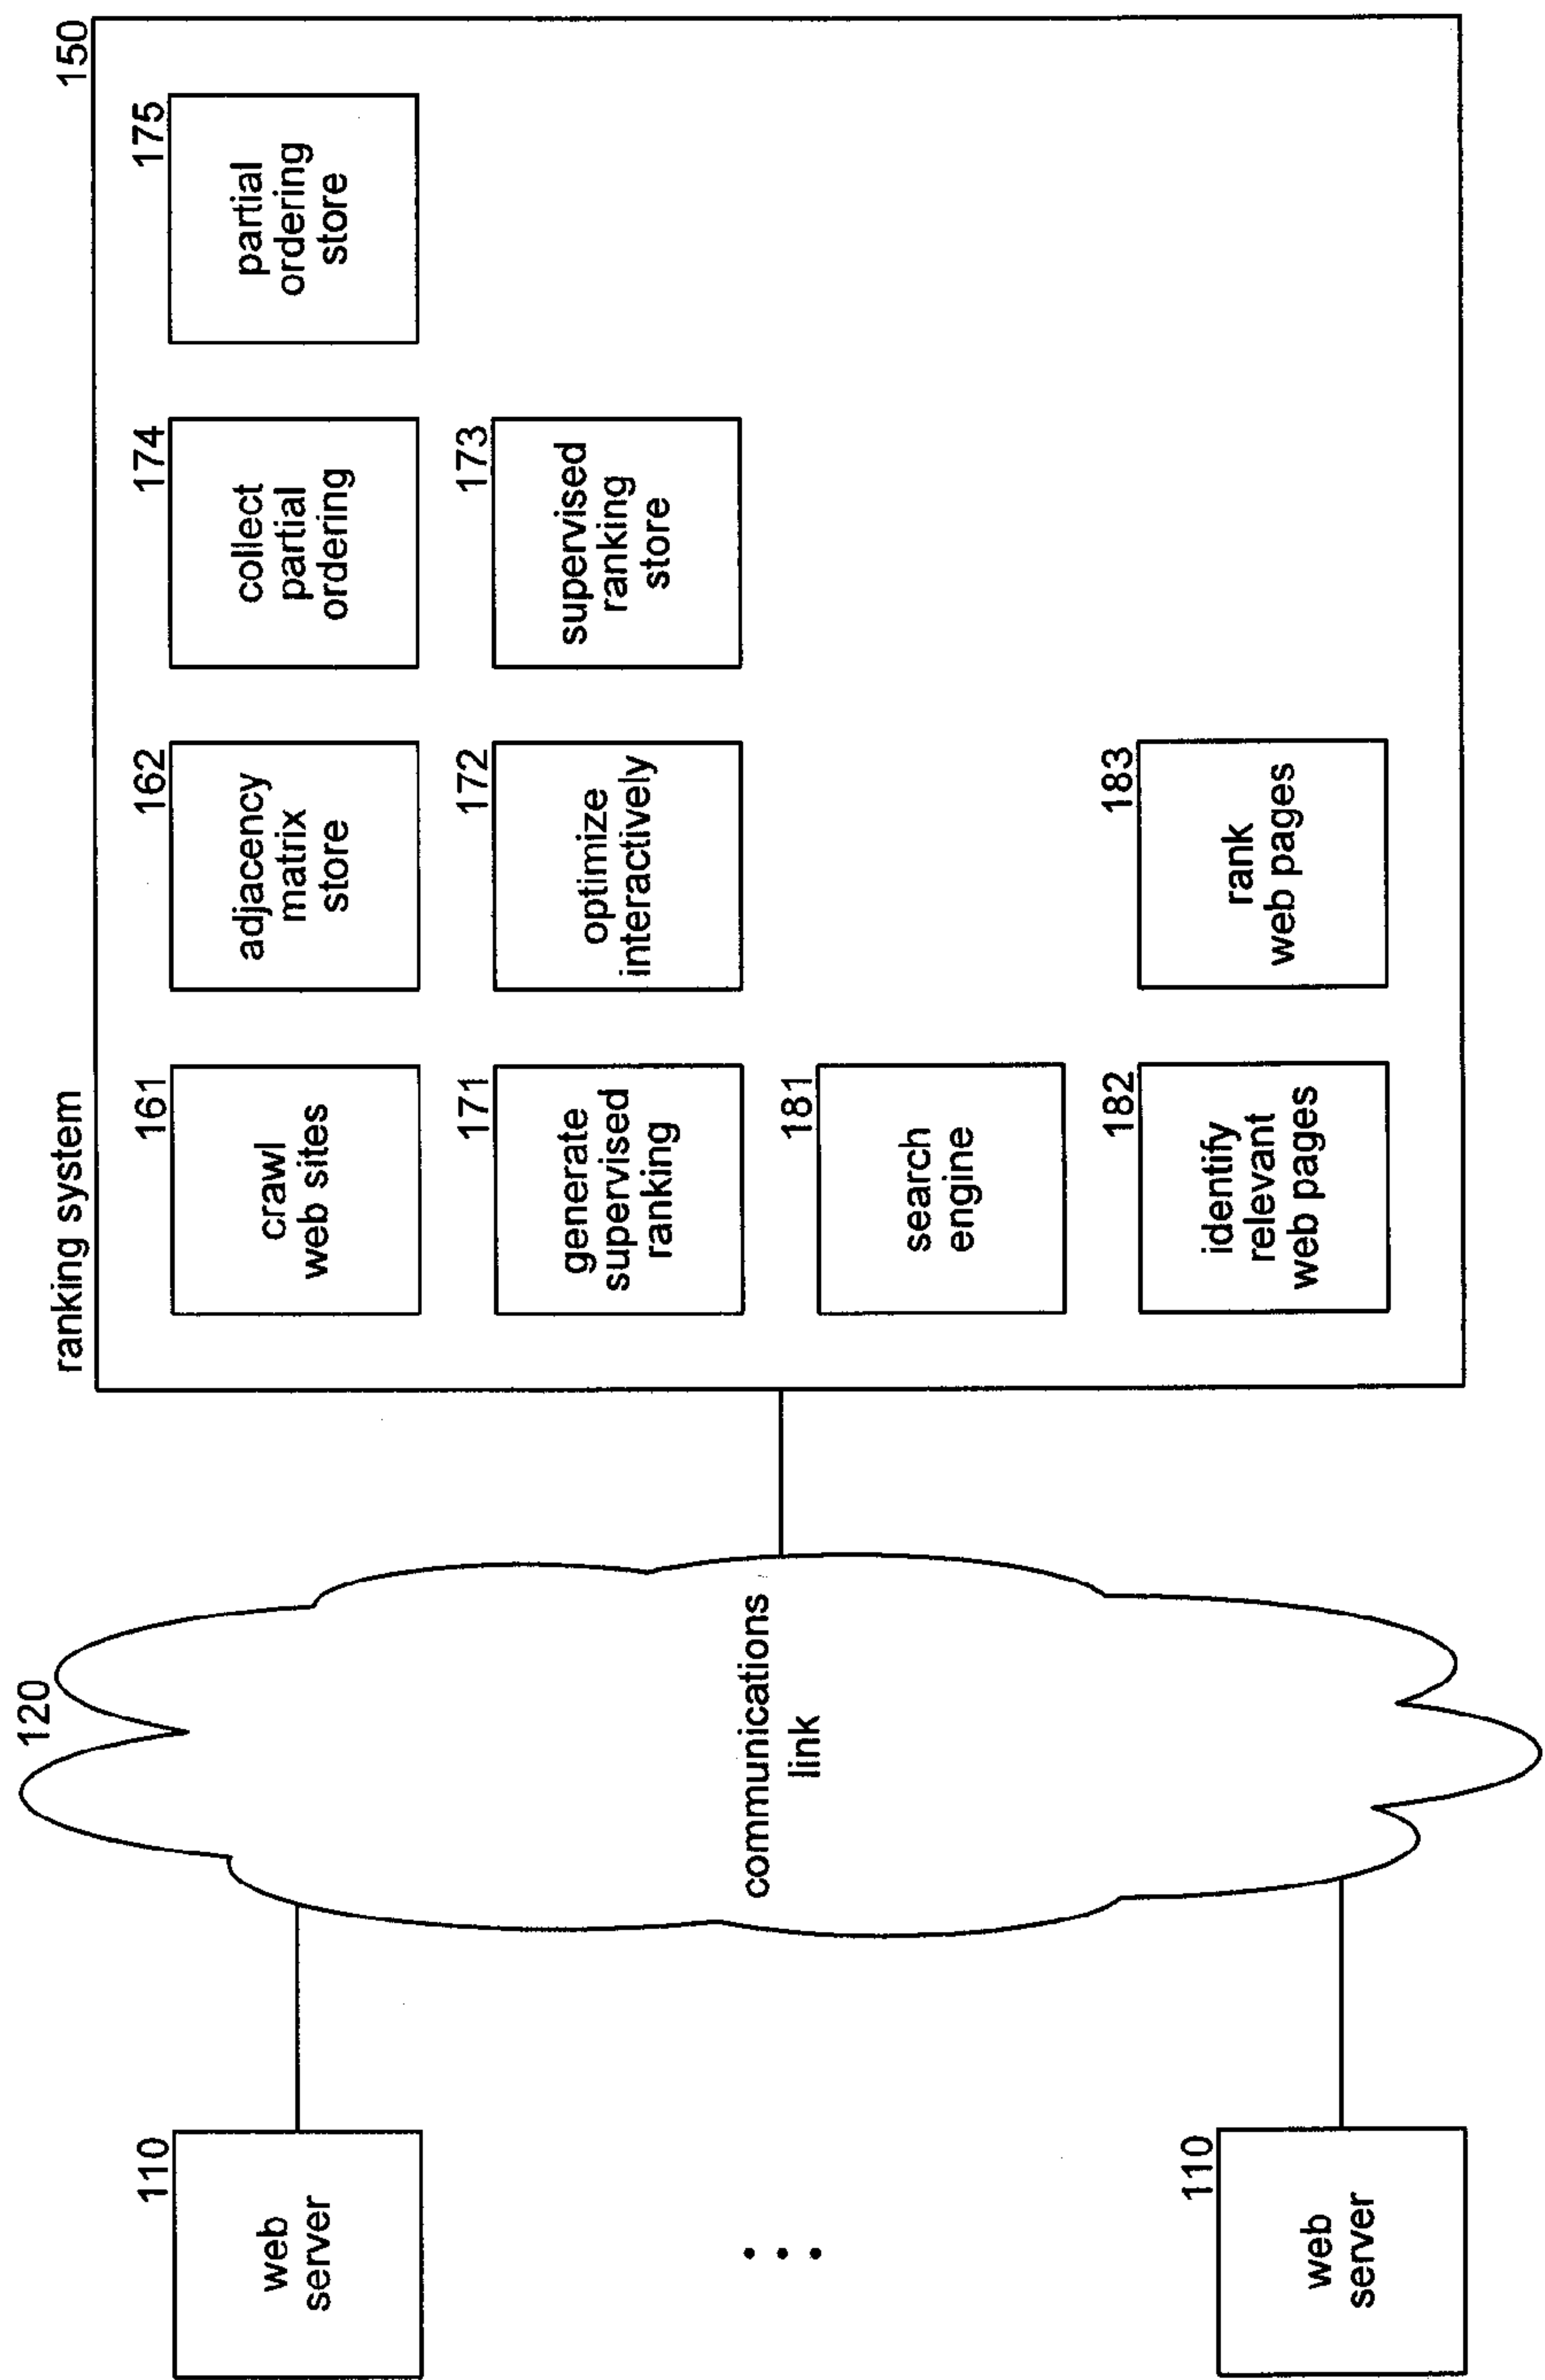 120
ranking system
150
110
web
server
161
crawl
web sites
162
adjacency
matrix
store
174
collect
partial
ordering
175
partial
ordering
store
171
generate
supervised
ranking
172
optimize
interactively
173
supervised
ranking
store
communications
link
181
search
engine
110
web
server
182
identify
relevant
web pages
183
rank
web pages